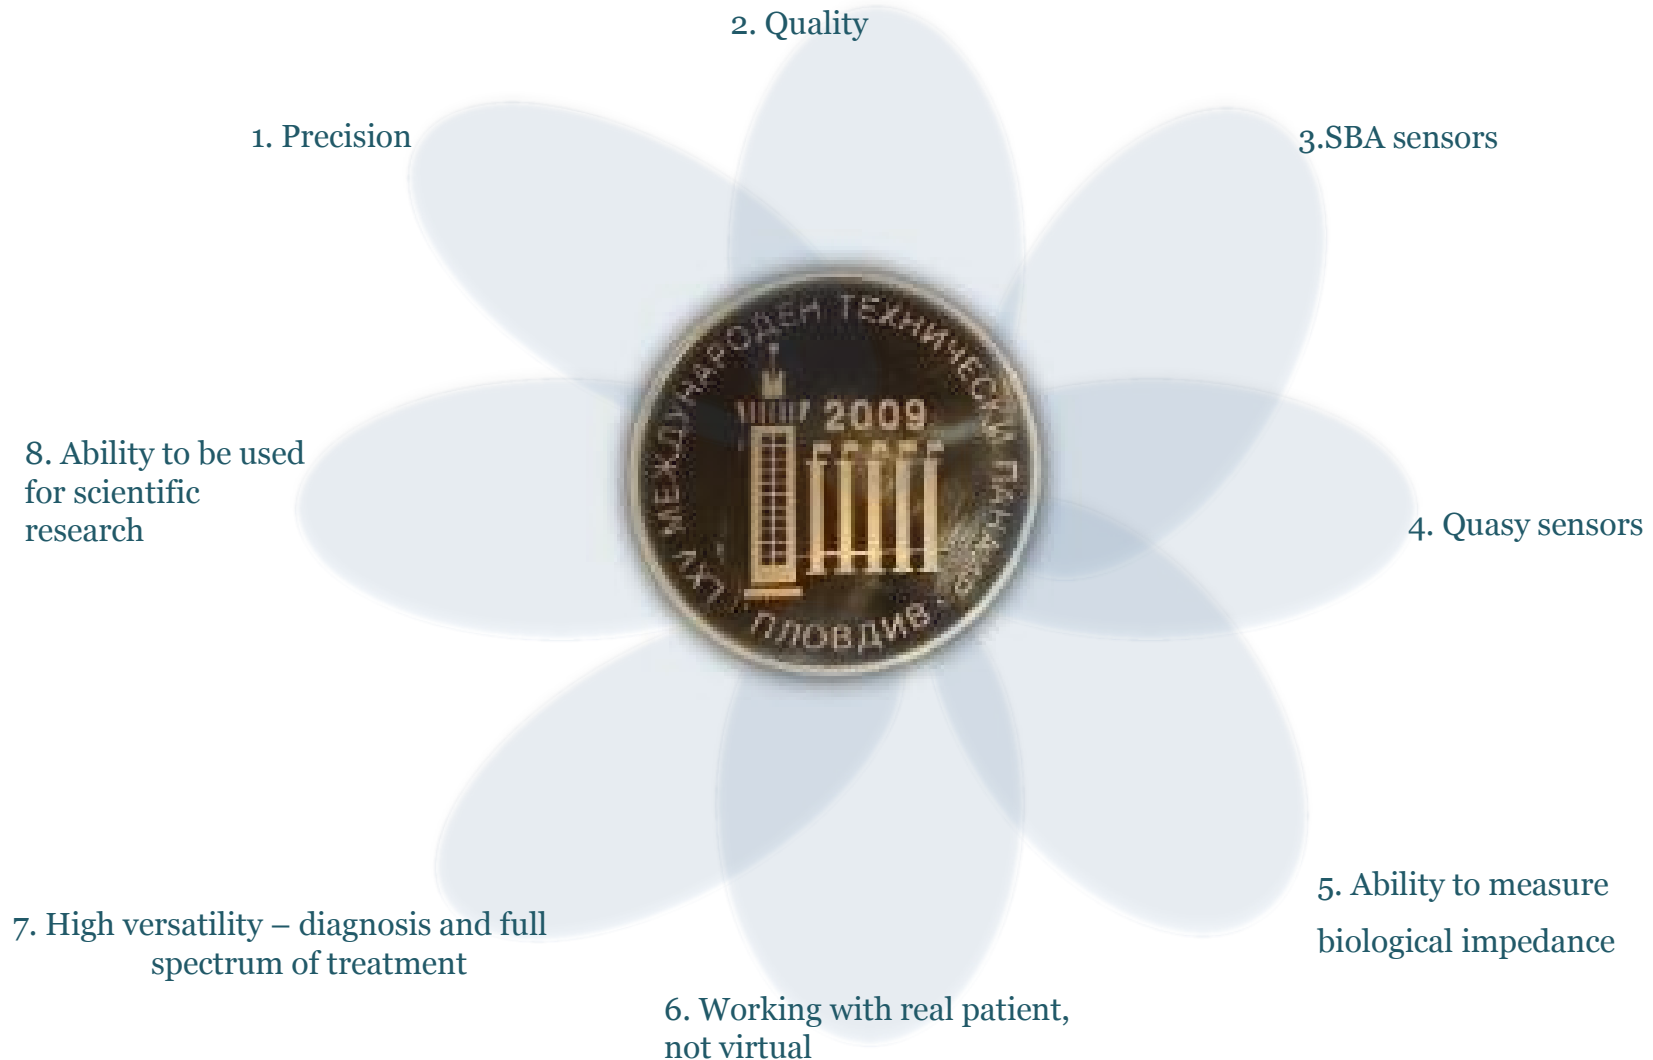 2. Quality
1. Precision
3.SBA sensors
LXV МЕЖДУНАРОДЕН ТЕХНИЧЕСКИ ПАНАИР
2009
ПЛОВДИВ
8. Ability to be used
for scientific
research
4. Quasy sensors
5. Ability to measure
biological impedance
7. High versatility – diagnosis and full
spectrum of treatment
6. Working with real patient,
not virtual